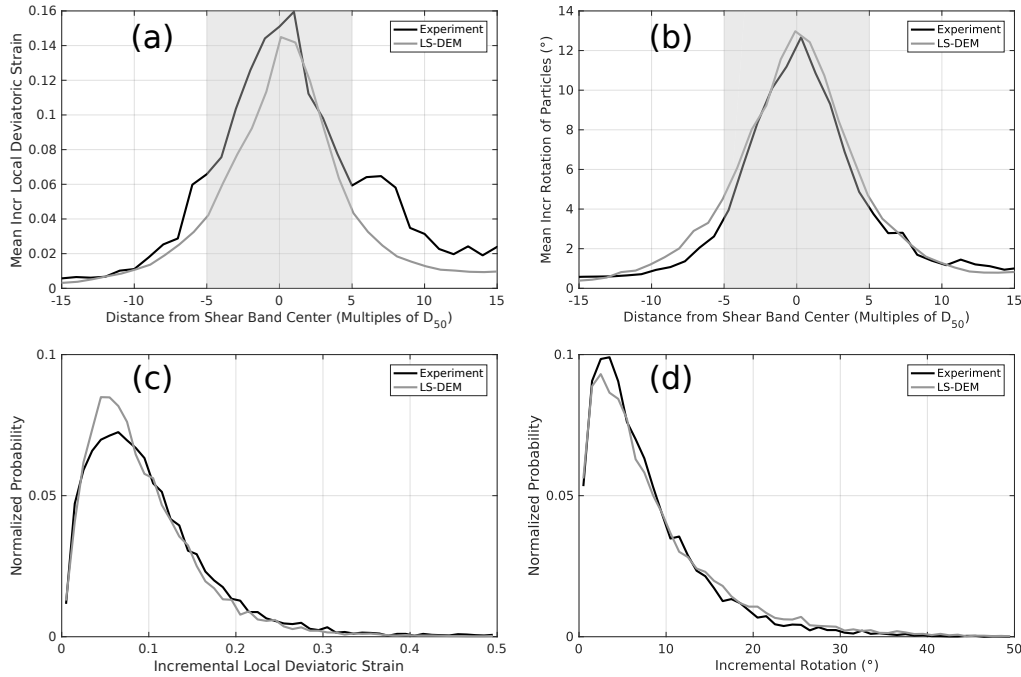 (a)
Experiment
LS-DEM
Mean Incr Local Deviatoric Strain
0.16
0.14
0.12
0.1
0.08
0.06
0.04
0.02
0
-15 -10 -5 0 5 10 15
Distance from Shear Band Center (Multiples of D50)
(b)
Experiment
LS-DEM
Mean Incr Rotation of Particles (°)
14
12
10
8
6
4
2
0
-15 -10 -5 0 5 10 15
Distance from Shear Band Center (Multiples of D50)
(c)
Experiment
LS-DEM
Normalized Probability
0.1
0.05
0
0 0.1 0.2 0.3 0.4 0.5
Incremental Local Deviatoric Strain
(d)
Experiment
LS-DEM
Normalized Probability
0.1
0.05
0
0 10 20 30 40 50
Incremental Rotation (°)